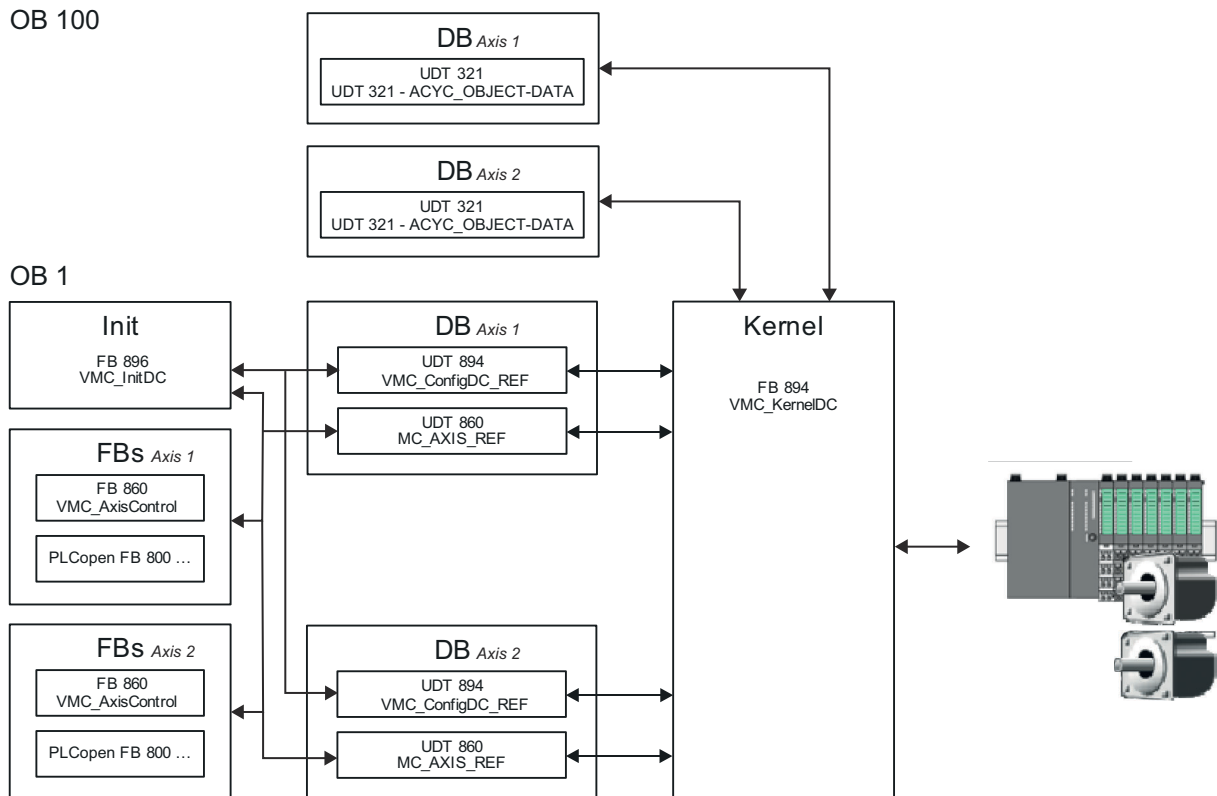 OB 100
DB Axis 1
UDT 321
UDT 321 - ACYC_OBJECT-DATA
DB Axis 2
UDT 321
UDT 321 - ACYC_OBJECT-DATA
OB 1
Init
FB 896
VMC_InitDC
FBs Axis 1
FB 860
VMC_AxisControl
PLCopen FB 800 …
FBs Axis 2
FB 860
VMC_AxisControl
PLCopen FB 800 …
DB Axis 1
UDT 894
VMC_ConfigDC_REF
UDT 860
MC_AXIS_REF
DB Axis 2
UDT 894
VMC_ConfigDC_REF
UDT 860
MC_AXIS_REF
Kernel
FB 894
VMC_KernelDC